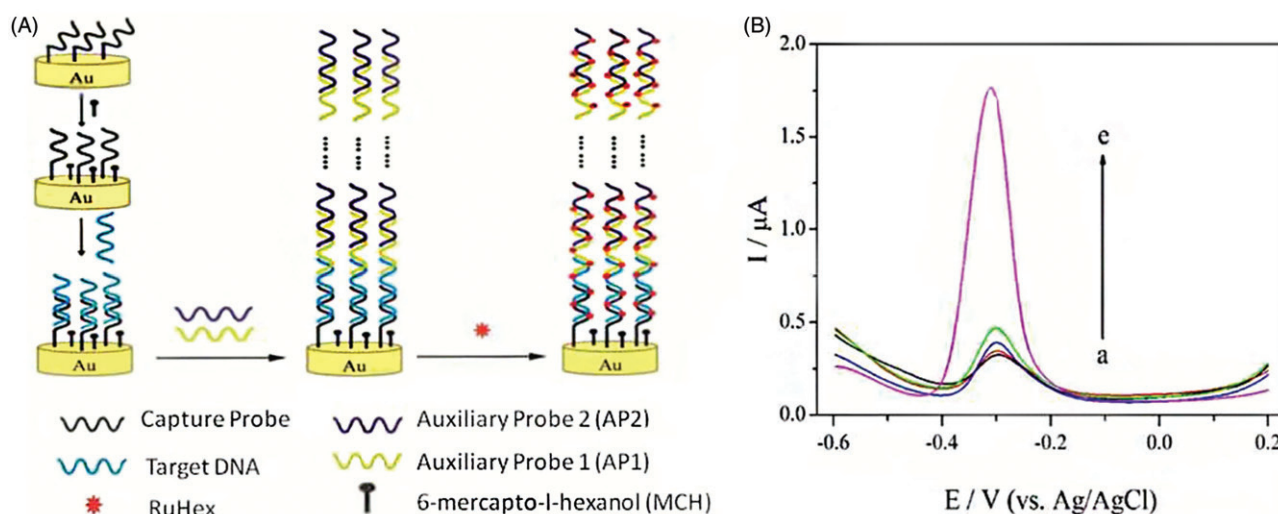 (A)
Au
Au
Au
Au
Au
Capture Probe
Target DNA
RuHex
Auxiliary Probe 2 (AP2)
Auxiliary Probe 1 (AP1)
6-mercapto-l-hexanol (MCH)
(B)
I / μA
2.0
1.5
1.0
0.5
0.0
e
a
-0.6 -0.4 -0.2 0.0 0.2
E / V (vs. Ag/AgCl)